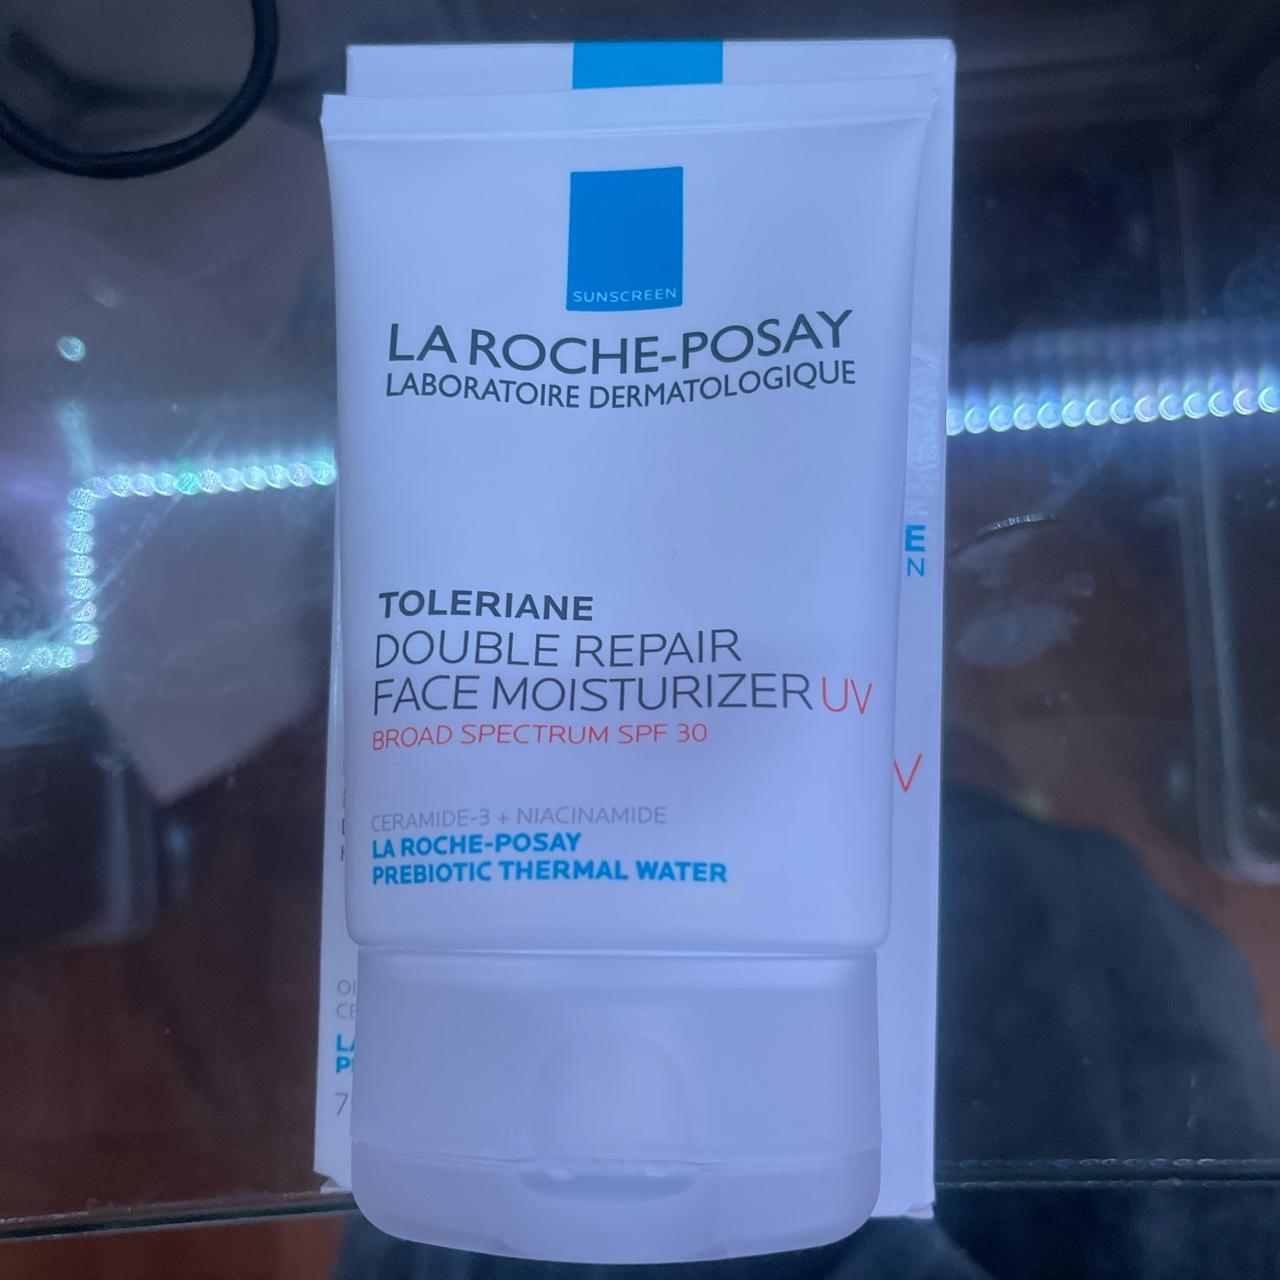 SUNSCREEN
LA ROCHE-POSAY
LABORATOIRE DERMATOLOGIQUE
TOLERIANE
DOUBLE REPAIR
FACE MOISTURIZER UV
BROAD SPECTRUM SPF 30
CERAMIDE-3 + NIACINAMIDE
LA ROCHE-POSAY
PREBIOTIC THERMAL WATER